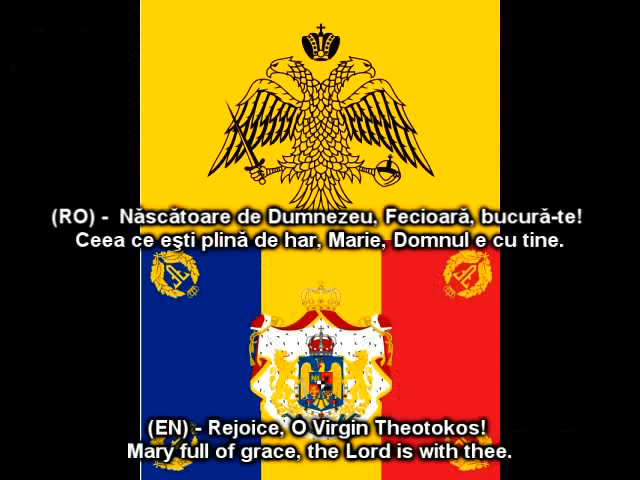 (RO) - Născătoare de Dumnezeu, Fecioară, bucură-te!
Ceea ce eşti plină de har, Marie, Domnul e cu tine.
(EN) - Rejoice, O Virgin Theotokos!
Mary full of grace, the Lord is with thee.